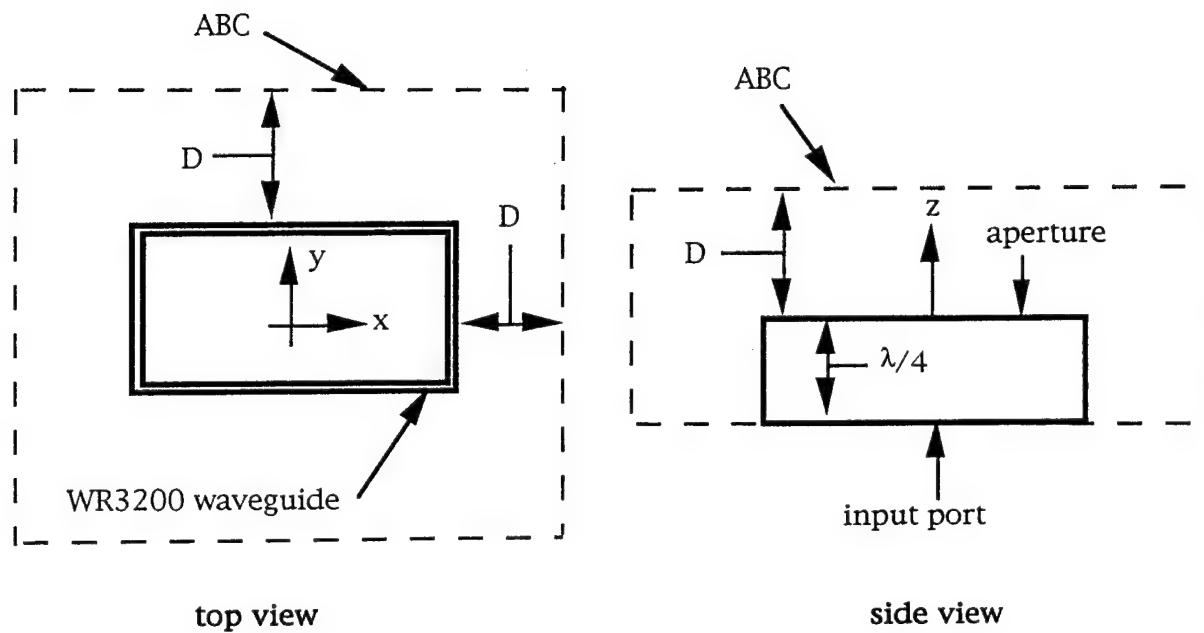 ABC
D
D
y
x
WR3200 waveguide
top view
ABC
z
aperture
D
λ/4
input port
side view